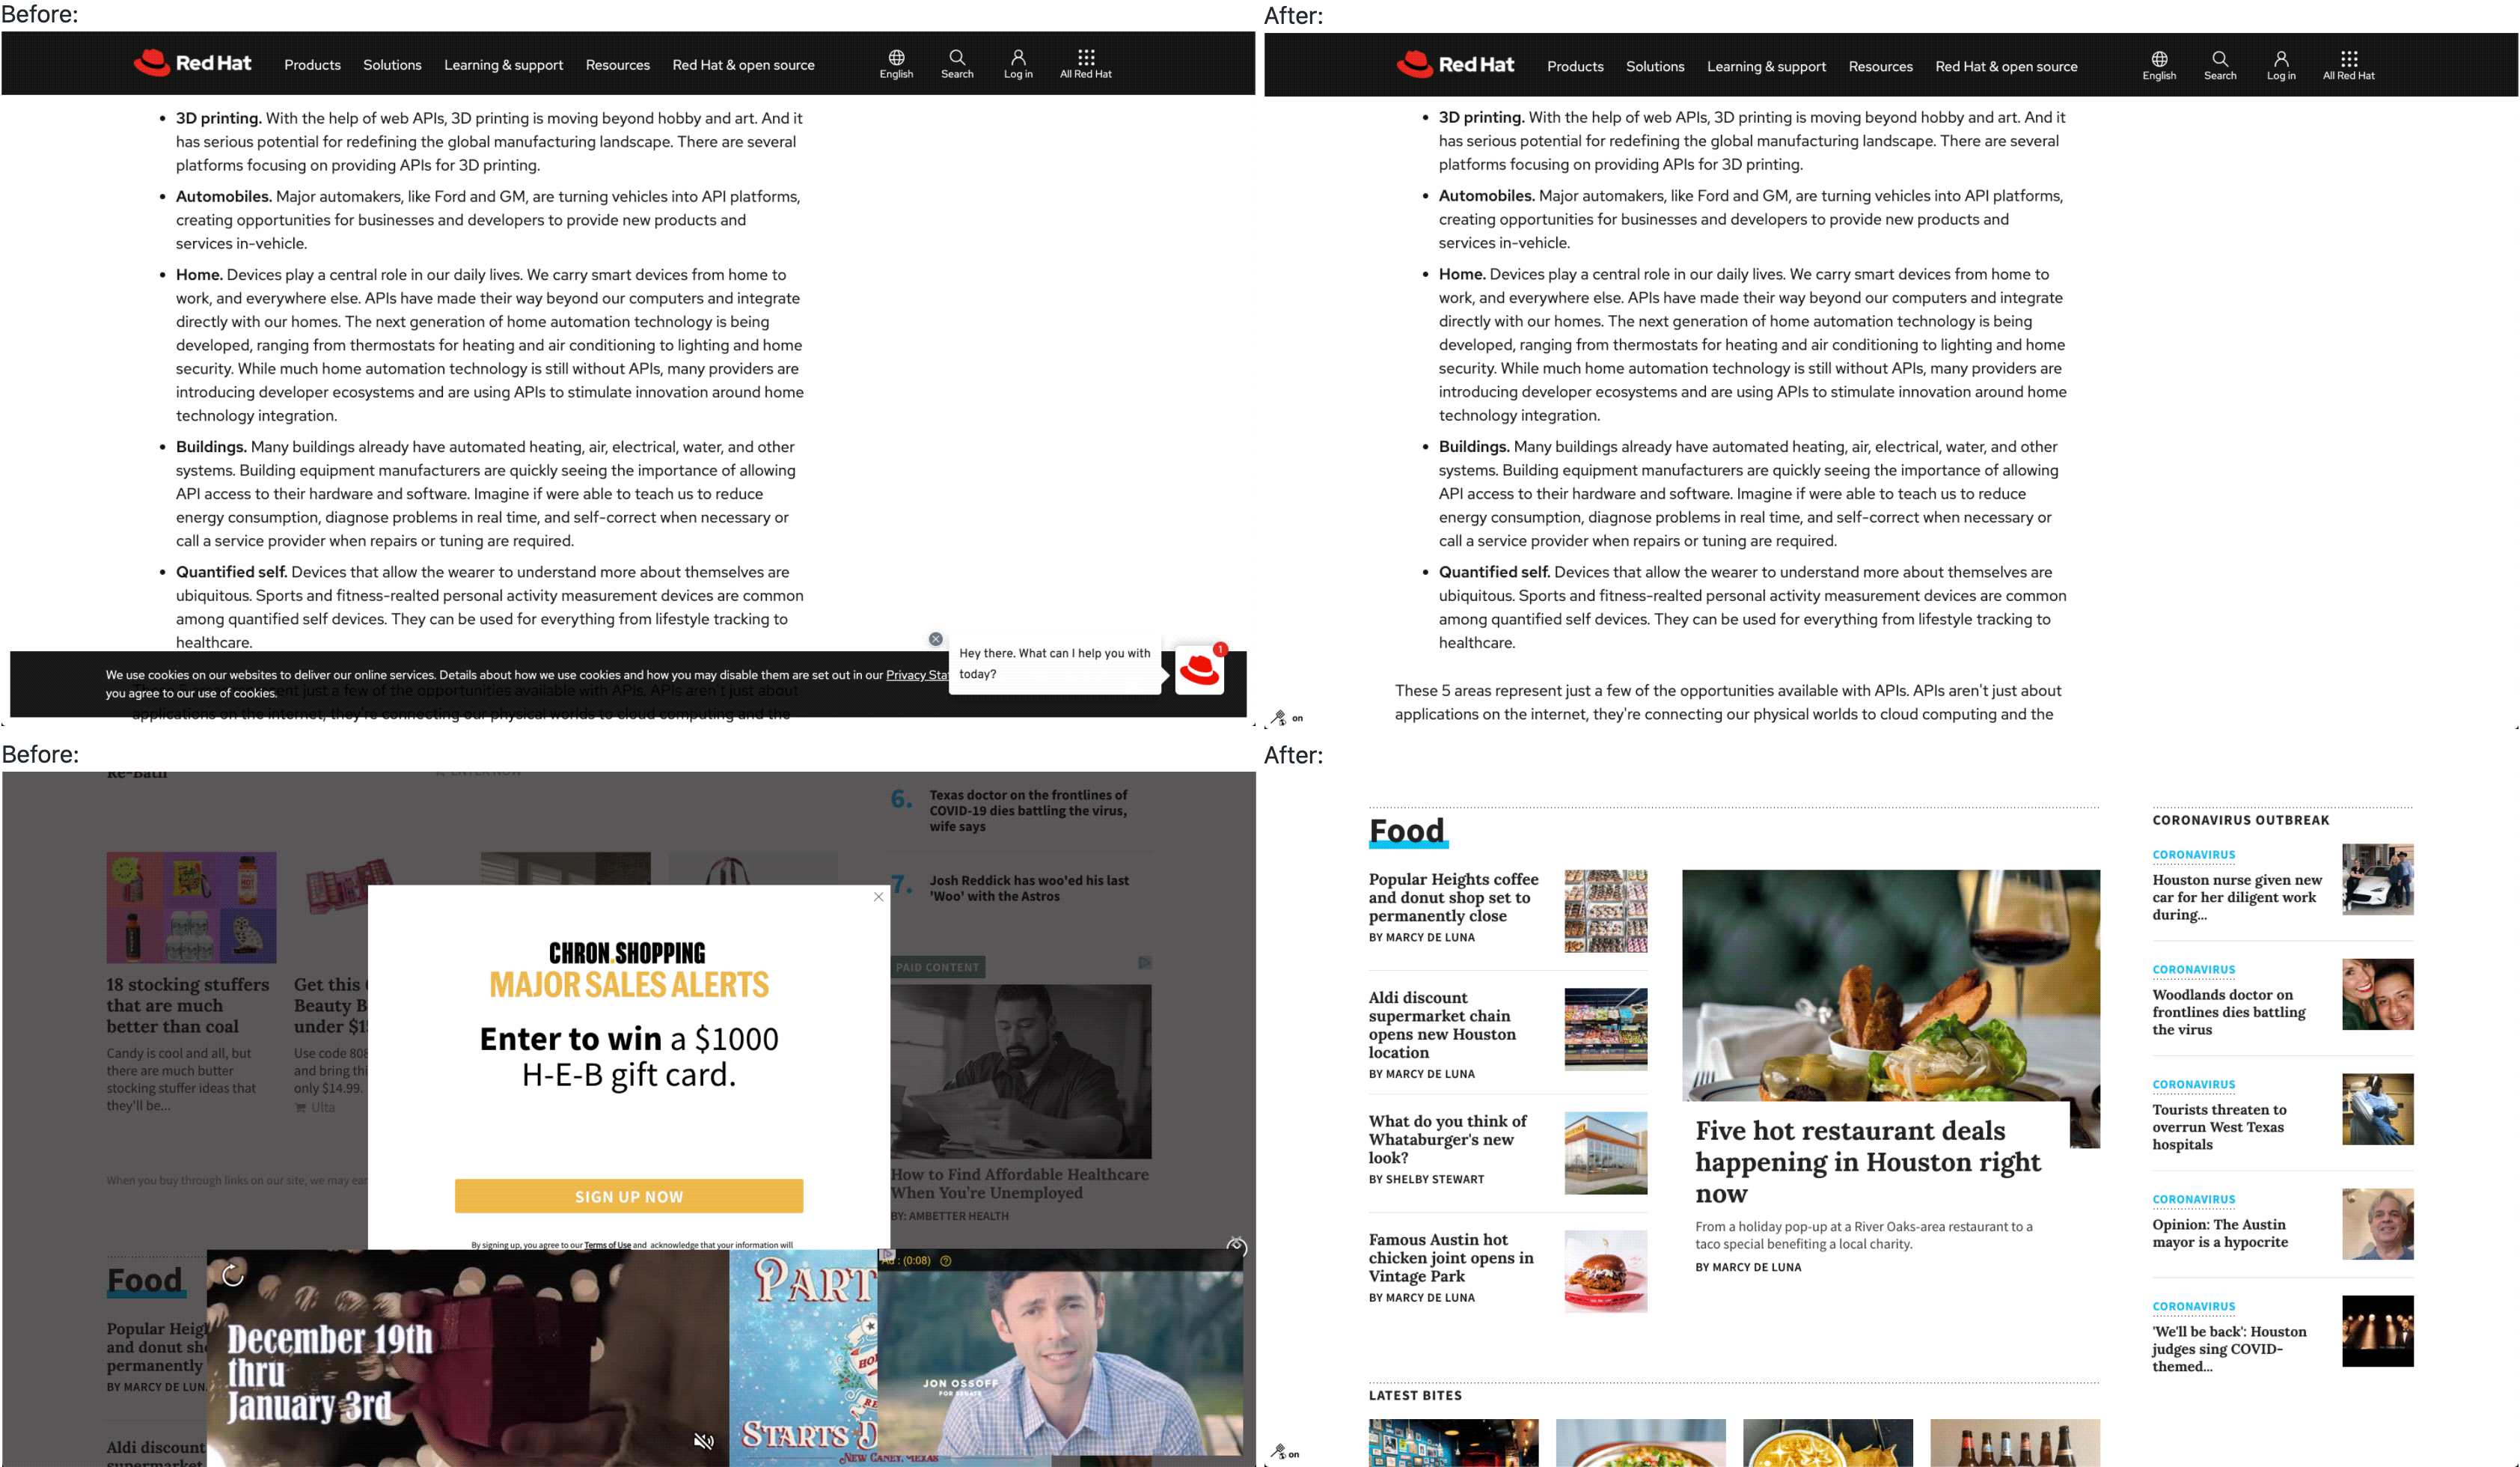 Before:
Red Hat
Products
Solutions
Learning & support
Resources
Red Hat & open source
English
Search
Log in
All Red Hat
• 3D printing. With the help of web APIs, 3D printing is moving beyond hobby and art. And it
has serious potential for redefining the global manufacturing landscape. There are several
platforms focusing on providing APIs for 3D printing.
• Automobiles. Major automakers, like Ford and GM, are turning vehicles into API platforms,
creating opportunities for businesses and developers to provide new products and
services in-vehicle.
• Home. Devices play a central role in our daily lives. We carry smart devices from home to
work, and everywhere else. APIs have made their way beyond our computers and integrate
directly with our homes. The next generation of home automation technology is being
developed, ranging from thermostats for heating and air conditioning to lighting and home
security. While much home automation technology is still without APIs, many providers are
introducing developer ecosystems and are using APIs to stimulate innovation around home
technology integration.
• Buildings. Many buildings already have automated heating, air, electrical, water, and other
systems. Building equipment manufacturers are quickly seeing the importance of allowing
API access to their hardware and software. Imagine if were able to teach us to reduce
energy consumption, diagnose problems in real time, and self-correct when necessary or
call a service provider when repairs or tuning are required.
• Quantified self. Devices that allow the wearer to understand more about themselves are
ubiquitous. Sports and fitness-realted personal activity measurement devices are common
among quantified self devices. They can be used for everything from lifestyle tracking to
healthcare.
We use cookies on our websites to deliver our online services. Details about how we use cookies and how you may disable them are set out in our Privacy Sta
you agree to our use of cookies.
ent just a few of the opportunities available with APIs. APIs aren't just about
applications on the internet, they're connecting our physical worlds to cloud computing and the
Hey there. What can I help you with
today?
1
After:
Red Hat
Products
Solutions
Learning & support
Resources
Red Hat & open source
English
Search
Log in
All Red Hat
• 3D printing. With the help of web APIs, 3D printing is moving beyond hobby and art. And it
has serious potential for redefining the global manufacturing landscape. There are several
platforms focusing on providing APIs for 3D printing.
• Automobiles. Major automakers, like Ford and GM, are turning vehicles into API platforms,
creating opportunities for businesses and developers to provide new products and
services in-vehicle.
• Home. Devices play a central role in our daily lives. We carry smart devices from home to
work, and everywhere else. APIs have made their way beyond our computers and integrate
directly with our homes. The next generation of home automation technology is being
developed, ranging from thermostats for heating and air conditioning to lighting and home
security. While much home automation technology is still without APIs, many providers are
introducing developer ecosystems and are using APIs to stimulate innovation around home
technology integration.
• Buildings. Many buildings already have automated heating, air, electrical, water, and other
systems. Building equipment manufacturers are quickly seeing the importance of allowing
API access to their hardware and software. Imagine if were able to teach us to reduce
energy consumption, diagnose problems in real time, and self-correct when necessary or
call a service provider when repairs or tuning are required.
• Quantified self. Devices that allow the wearer to understand more about themselves are
ubiquitous. Sports and fitness-realted personal activity measurement devices are common
among quantified self devices. They can be used for everything from lifestyle tracking to
healthcare.
These 5 areas represent just a few of the opportunities available with APIs. APIs aren't just about
applications on the internet, they're connecting our physical worlds to cloud computing and the
on
Before:
Re-Bath
ENTER NOW
6. Texas doctor on the frontlines of
COVID-19 dies battling the virus,
wife says
7. Josh Reddick has woo'ed his last
'Woo' with the Astros
18 stocking stuffers
that are much
better than coal
Candy is cool and all, but
there are much butter
stocking stuffer ideas that
they'll be...
Get this
Beauty B
under $1
Use code 808
and bring thi
only $14.99.
Ulta
When you buy through links on our site, we may ear
CHRON.SHOPPING
MAJOR SALES ALERTS
Enter to win a $1000
H-E-B gift card.
SIGN UP NOW
By signing up, you agree to our Terms of Use and acknowledge that your information will
PAID CONTENT
How to Find Affordable Healthcare
When You're Unemployed
BY: AMBETTER HEALTH
Food
Popular Heig
and donut sh
permanently
BY MARCY DE LUN
Aldi discount
supermarket
December 19th
thru
January 3rd
PART
HO
RE
STARTS D
NEW CANEY,
Ad : (0:08)
JON OSSOFF
FOR SENATE
After:
Food
Popular Heights coffee
and donut shop set to
permanently close
BY MARCY DE LUNA
Aldi discount
supermarket chain
opens new Houston
location
BY MARCY DE LUNA
What do you think of
Whataburger's new
look?
BY SHELBY STEWART
Famous Austin hot
chicken joint opens in
Vintage Park
BY MARCY DE LUNA
Five hot restaurant deals
happening in Houston right
now
From a holiday pop-up at a River Oaks-area restaurant to a
taco special benefiting a local charity.
BY MARCY DE LUNA
CORONAVIRUS OUTBREAK
CORONAVIRUS
Houston nurse given new
car for her diligent work
during...
CORONAVIRUS
Woodlands doctor on
frontlines dies battling
the virus
CORONAVIRUS
Tourists threaten to
overrun West Texas
hospitals
CORONAVIRUS
Opinion: The Austin
mayor is a hypocrite
CORONAVIRUS
'We'll be back': Houston
judges sing COVID-
themed...
LATEST BITES
on